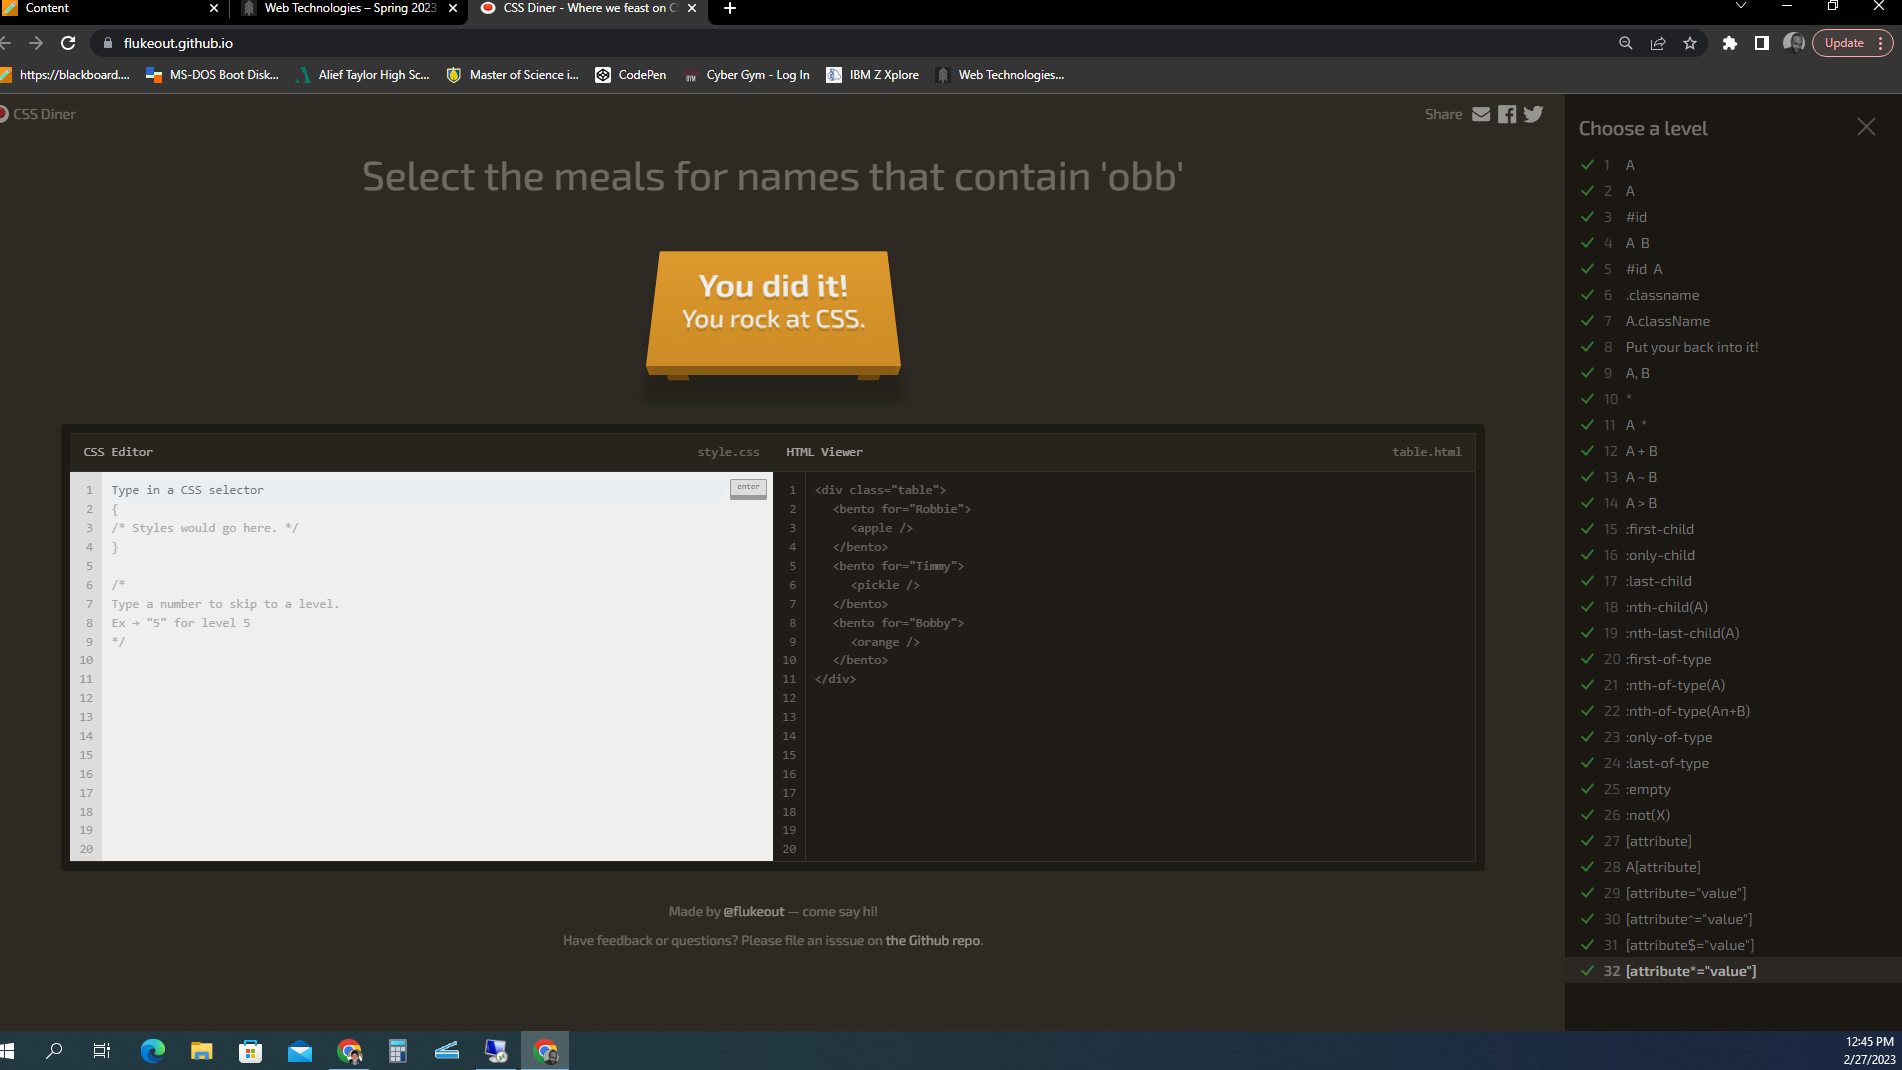 Content
Web Technologies – Spring 2023
CSS Diner - Where we feast on C
flukeout.github.io
Update
https://blackboard....
MS-DOS Boot Disk...
Alief Taylor High Sc...
Master of Science i...
CodePen
Cyber Gym - Log In
IBM Z Xplore
Web Technologies...
CSS Diner
Share
Select the meals for names that contain 'obb'
You did it!
You rock at CSS.
CSS Editor
style.css
1 Type in a CSS selector
enter
2 {
3 /* Styles would go here. */
4 }
5
6 /*
7 Type a number to skip to a level.
8 Ex → "5" for level 5
9 */
10
11
12
13
14
15
16
17
18
19
20
HTML Viewer
table.html
1 <div class="table">
2 <bento for="Robbie">
3 <apple />
4 </bento>
5 <bento for="Timmy">
6 <pickle />
7 </bento>
8 <bento for="Bobby">
9 <orange />
10 </bento>
11 </div>
12
13
14
15
16
17
18
19
20
Made by @flukeout — come say hi!
Have feedback or questions? Please file an isssue on the Github repo.
Choose a level
1 A
2 A
3 #id
4 A B
5 #id A
6 .classname
7 A.className
8 Put your back into it!
9 A, B
10 *
11 A *
12 A + B
13 A ~ B
14 A > B
15 :first-child
16 :only-child
17 :last-child
18 :nth-child(A)
19 :nth-last-child(A)
20 :first-of-type
21 :nth-of-type(A)
22 :nth-of-type(An+B)
23 :only-of-type
24 :last-of-type
25 :empty
26 :not(X)
27 [attribute]
28 A[attribute]
29 [attribute="value"]
30 [attribute^="value"]
31 [attribute$="value"]
32 [attribute*="value"]
12:45 PM
2/27/2023